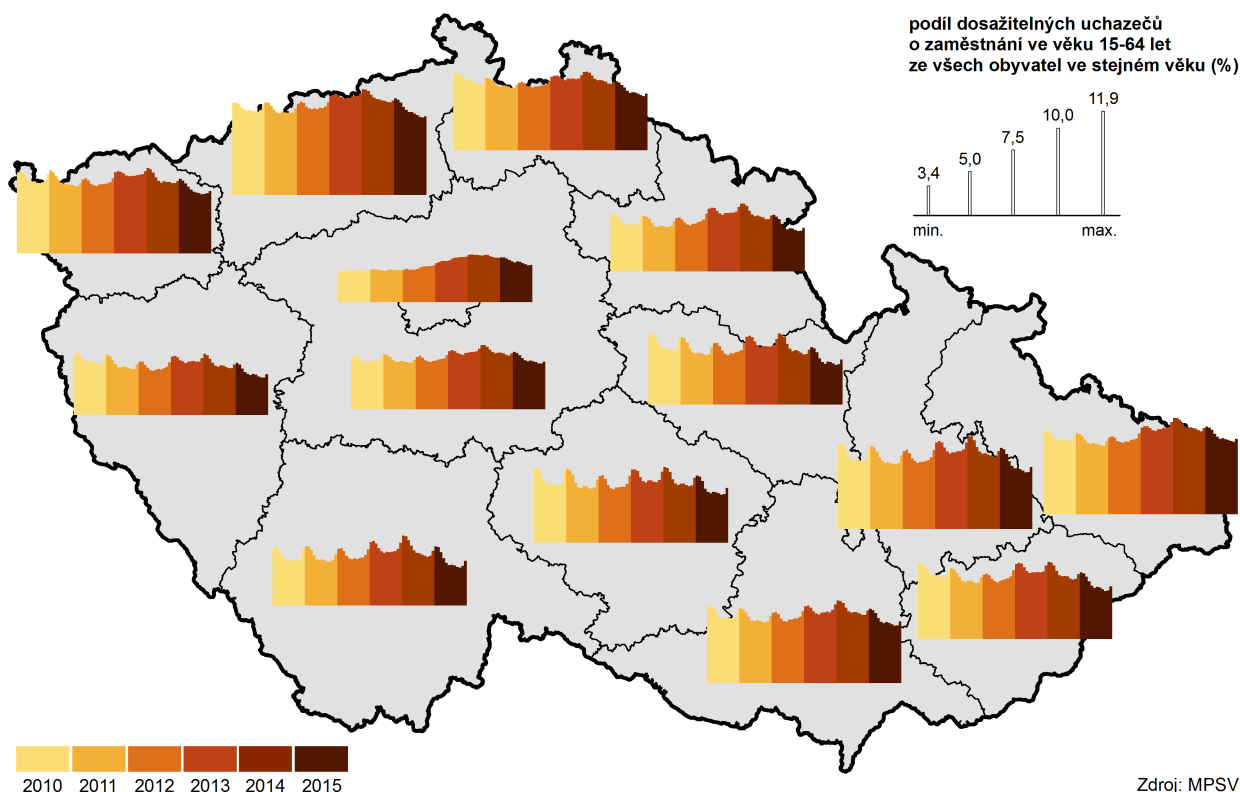 podíl dosažitelných uchazečů
o zaměstnání ve věku 15-64 let
ze všech obyvatel ve stejném věku (%)
3,4
5,0
7,5
10,0
11,9
min.
max.
2010
2011
2012
2013
2014
2015
Zdroj: MPSV